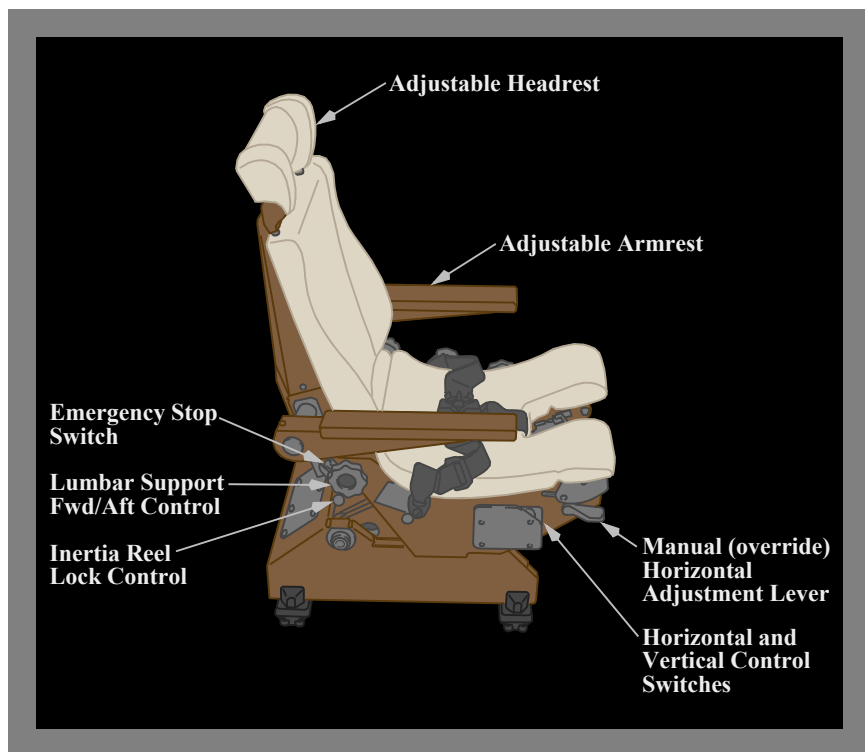 Adjustable Headrest
Adjustable Armrest
Emergency Stop
Switch
Lumbar Support
Fwd/Aft Control
Inertia Reel
Lock Control
Manual (override)
Horizontal
Adjustment Lever
Horizontal and
Vertical Control
Switches